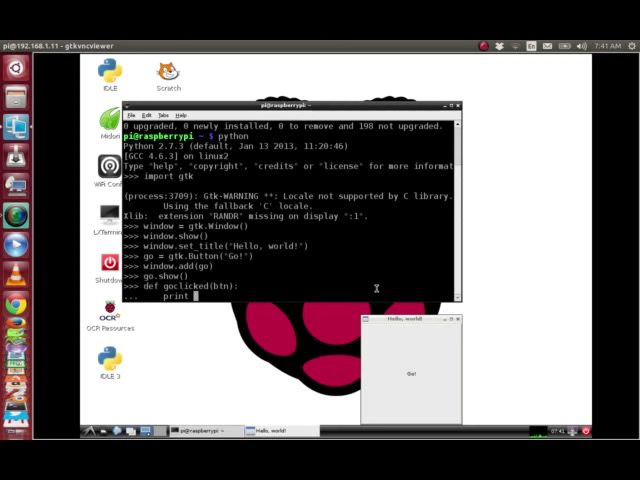 pi@192.168.1.11 - gtkvncviewer
En
7:41 AM
IDLE
Scratch
pi@raspberrypi: ~
File Edit Tabs Help
0 upgraded, 0 newly installed, 0 to remove and 198 not upgraded.
pi@raspberrypi ~ $ python
Python 2.7.3 (default, Jan 13 2013, 11:20:46)
[GCC 4.6.3] on linux2
Type "help", "copyright", "credits" or "license" for more informat
>>> import gtk
(process:3709): Gtk-WARNING **: Locale not supported by C library.
Using the fallback 'C' locale.
Xlib: extension "RANDR" missing on display ":1".
>>> window = gtk.Window()
>>> window.show()
>>> window.set_title("Hello, world!")
>>> go = gtk.Button("Go!")
>>> window.add(go)
>>> go.show()
>>> def goclicked(btn):
... print
Midori
WiFi Conf
LXTermin
Shutdow
OCR
OCR Resources
IDLE 3
Hello, world!
Go!
pi@raspberrypi: ~
Hello, world!
07:41